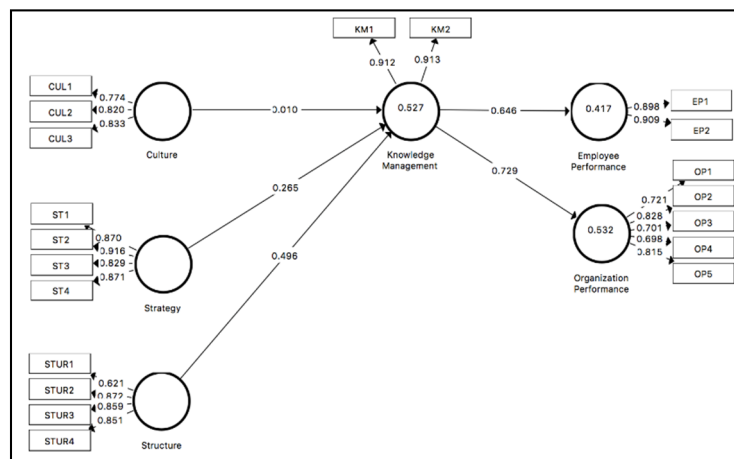 KM1
KM2
0.912
0.913
CUL1
CUL2
CUL3
0.774
0.820
0.833
Culture
0.010
0.527
Knowledge
Management
0.646
0.417
Employee
Performance
0.898
0.909
EP1
EP2
0.729
0.265
0.496
ST1
ST2
ST3
ST4
0.870
0.916
0.829
0.871
Strategy
0.532
Organization
Performance
0.721
0.828
0.701
0.698
0.815
OP1
OP2
OP3
OP4
OP5
STUR1
STUR2
STUR3
STUR4
0.621
0.872
0.859
0.851
Structure